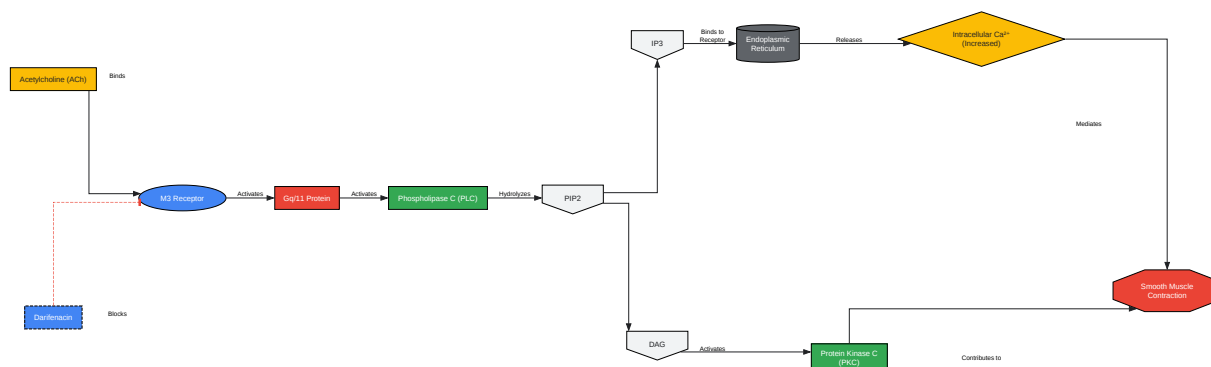 IP3
Binds to
Receptor
Endoplasmic
Reticulum
Releases
Intracellular Ca²⁺
(Increased)
Acetylcholine (ACh)
Binds
Mediates
M3 Receptor
Activates
Gq/11 Protein
Activates
Phospholipase C (PLC)
Hydrolyzes
PIP2
Smooth Muscle
Contraction
Darifenacin
Blocks
DAG
Activates
Protein Kinase C
(PKC)
Contributes to